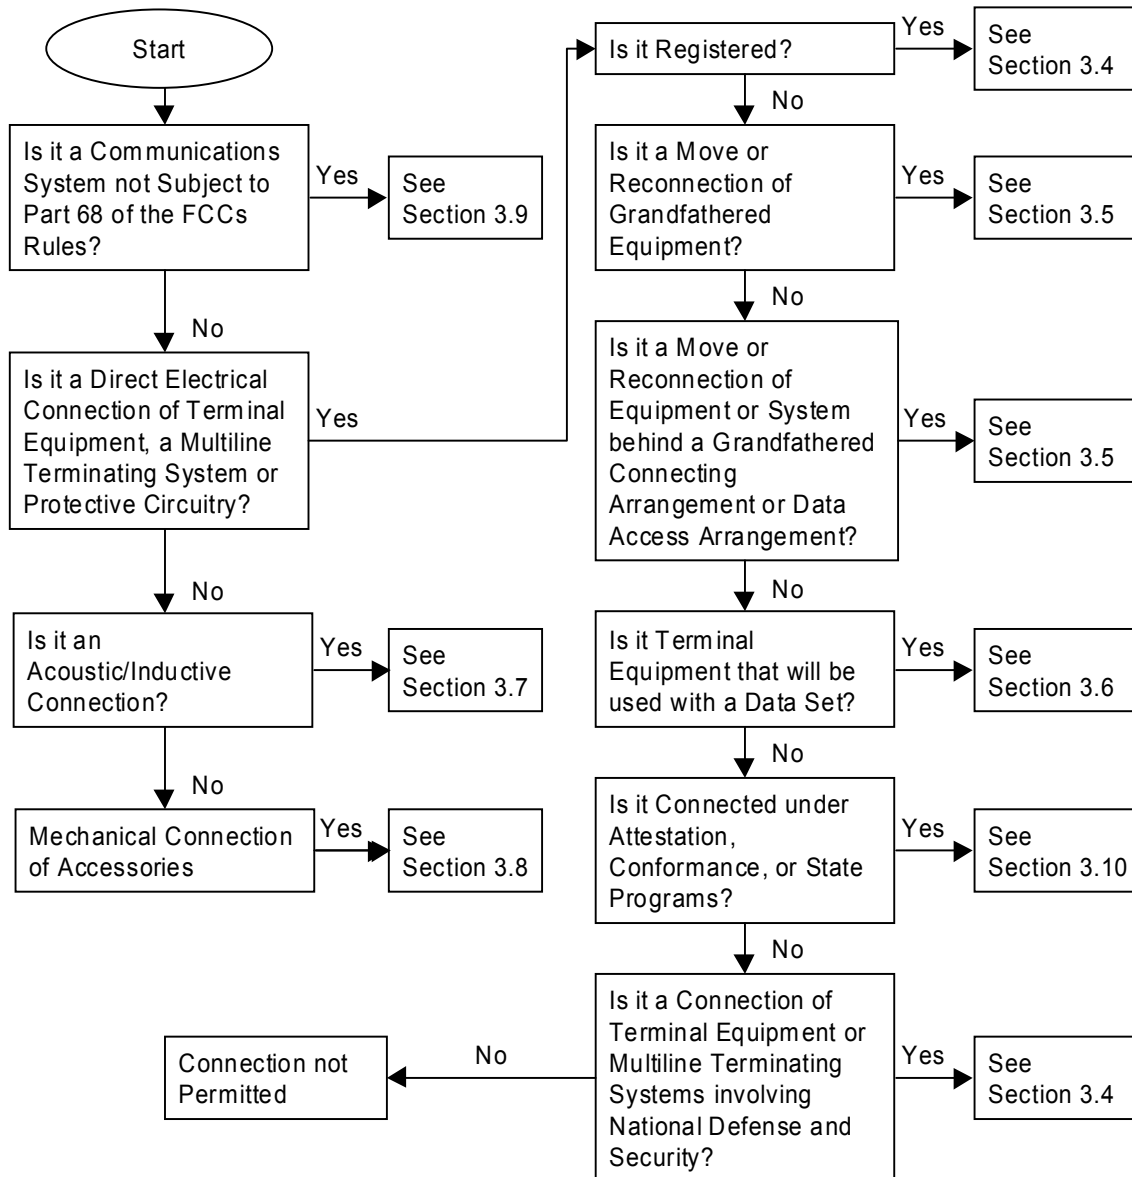 Start
Is it a Communications
System not Subject to
Part 68 of the FCCs
Rules?
Yes
See
Section 3.9
No
Is it a Direct Electrical
Connection of Terminal
Equipment, a Multiline
Terminating System or
Protective Circuitry?
Yes
No
Is it an
Acoustic/Inductive
Connection?
Yes
See
Section 3.7
No
Mechanical Connection
of Accessories
Yes
See
Section 3.8
Is it Registered?
Yes
See
Section 3.4
No
Is it a Move or
Reconnection of
Grandfathered
Equipment?
Yes
See
Section 3.5
No
Is it a Move or
Reconnection of
Equipment or System
behind a Grandfathered
Connecting
Arrangement or Data
Access Arrangement?
Yes
See
Section 3.5
No
Is it Terminal
Equipment that will be
used with a Data Set?
Yes
See
Section 3.6
No
Is it Connected under
Attestation,
Conformance, or State
Programs?
Yes
See
Section 3.10
No
Is it a Connection of
Terminal Equipment or
Multiline Terminating
Systems involving
National Defense and
Security?
Yes
See
Section 3.4
No
Connection not
Permitted